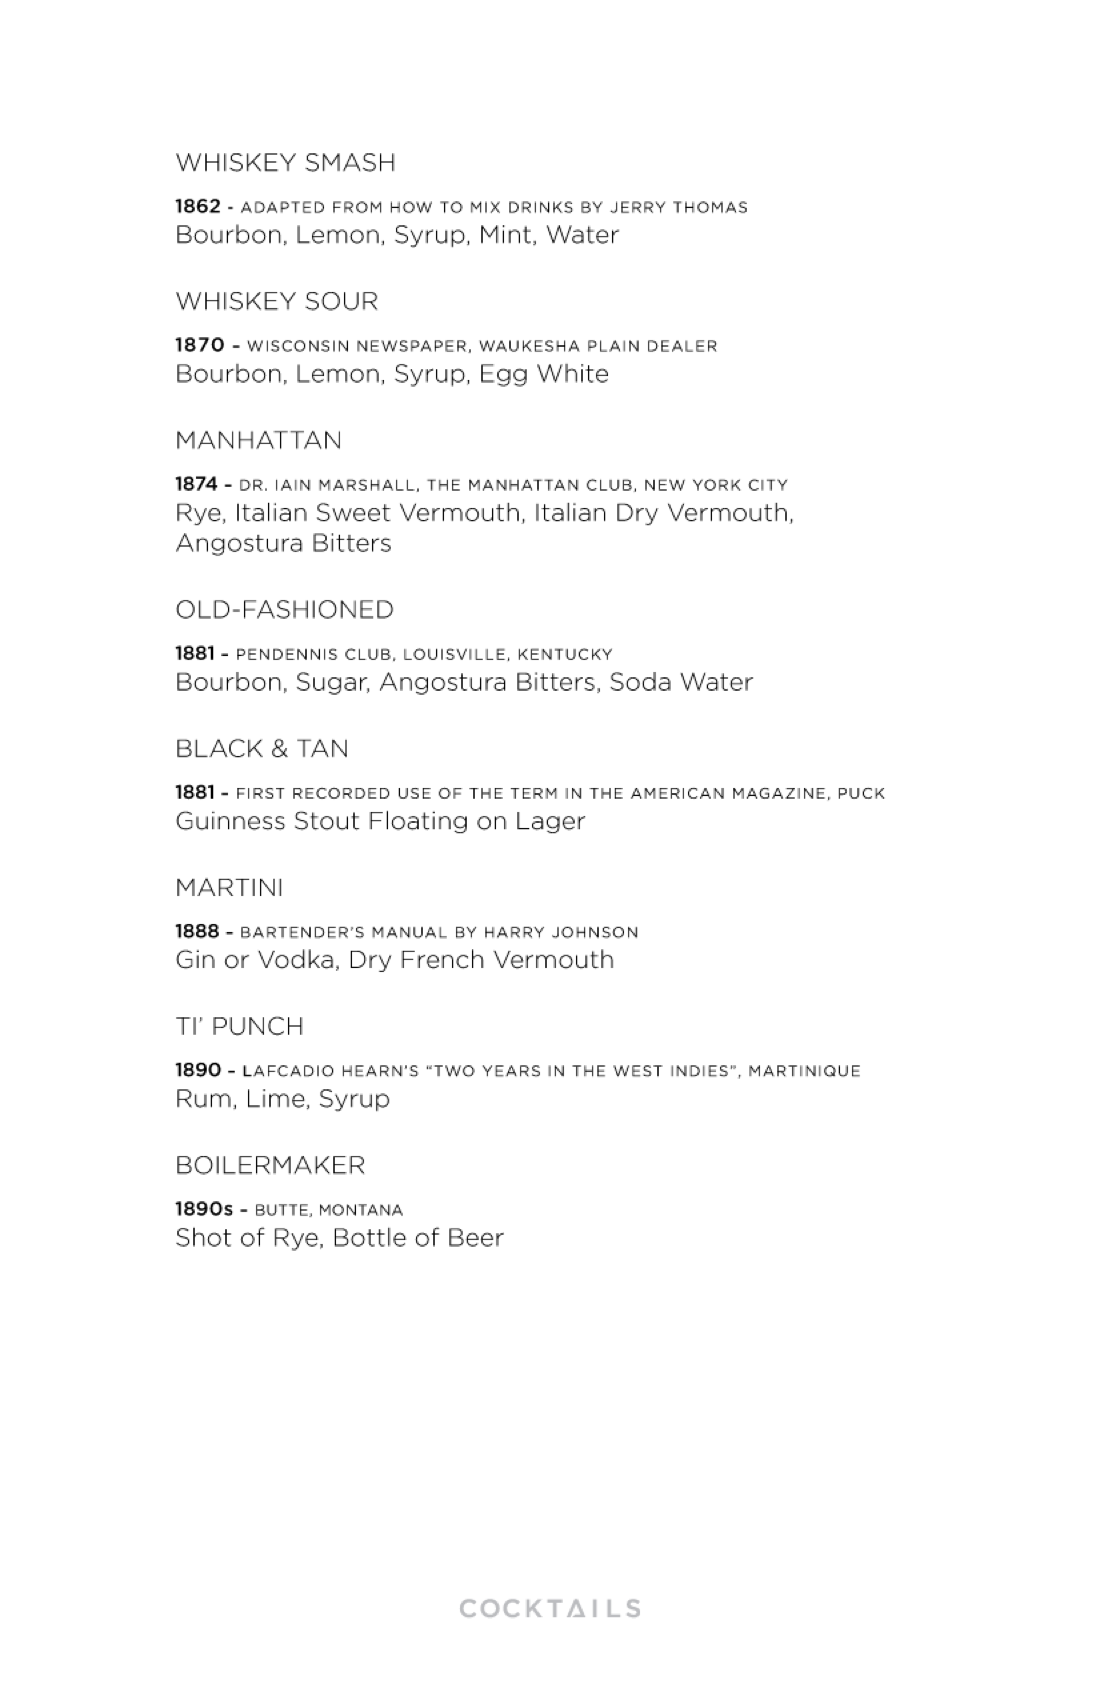 WHISKEY SMASH
1862 - ADAPTED FROM HOW TO MIX DRINKS BY JERRY THOMAS
Bourbon, Lemon, Syrup, Mint, Water
WHISKEY SOUR
1870 – WISCONSIN NEWSPAPER, WAUKESHA PLAIN DEALER
Bourbon, Lemon, Syrup, Egg White
MANHATTAN
1874 – DR. IAIN MARSHALL, THE MANHATTAN CLUB, NEW YORK CITY
Rye, Italian Sweet Vermouth, Italian Dry Vermouth,
Angostura Bitters
OLD-FASHIONED
1881 – PENDENNIS CLUB, LOUISVILLE, KENTUCKY
Bourbon, Sugar, Angostura Bitters, Soda Water
BLACK & TAN
1881 – FIRST RECORDED USE OF THE TERM IN THE AMERICAN MAGAZINE, PUCK
Guinness Stout Floating on Lager
MARTINI
1888 – BARTENDER’S MANUAL BY HARRY JOHNSON
Gin or Vodka, Dry French Vermouth
TI’ PUNCH
1890 – LAFCADIO HEARN’S “TWO YEARS IN THE WEST INDIES”, MARTINIQUE
Rum, Lime, Syrup
BOILERMAKER
1890s – BUTTE, MONTANA
Shot of Rye, Bottle of Beer
COCKTAILS